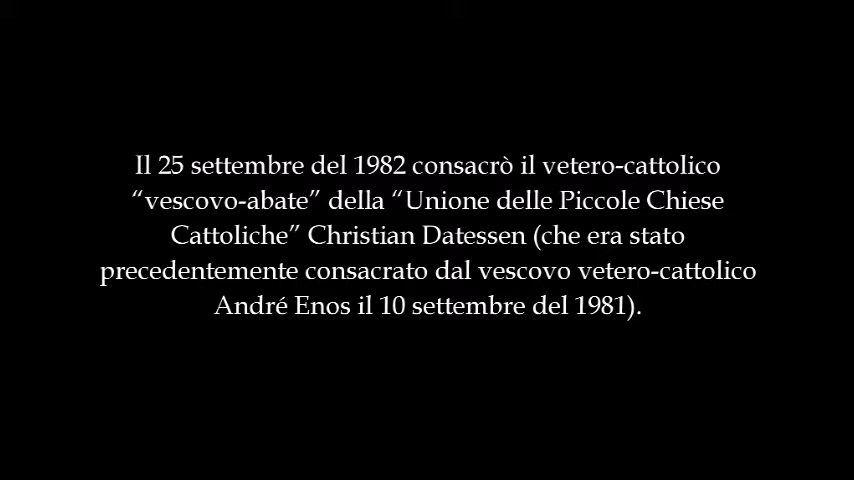 Il 25 settembre del 1982 consacrò il vetero-cattolico
“vescovo-abate” della “Unione delle Piccole Chiese
Cattoliche” Christian Datessen (che era stato
precedentemente consacrato dal vescovo vetero-cattolico
André Enos il 10 settembre del 1981).